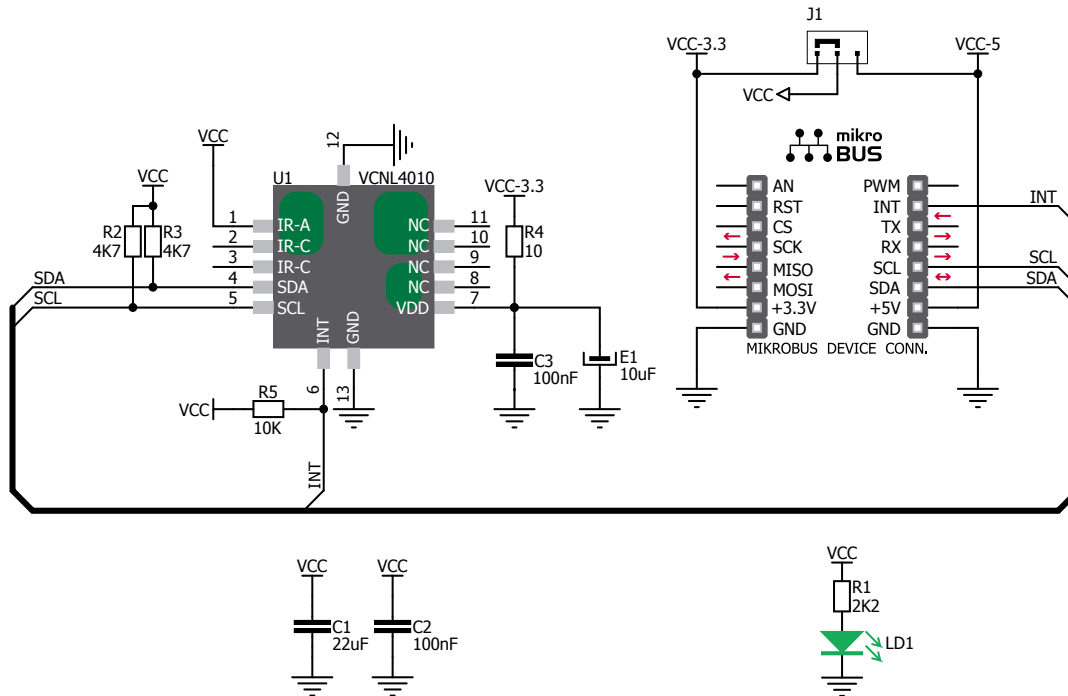 J1
VCC-3.3
VCC-5
VCC
mikro
BUS
AN
RST
CS
SCK
MISO
MOSI
+3.3V
GND
PWM
INT
TX
RX
SCL
SDA
+5V
GND
MIKROBUS DEVICE CONN.
INT
SCL
SDA
VCC
12
U1
VCNL4010
GND
VCC
R2
4K7
R3
4K7
1
2
3
4
5
IR-A
IR-C
IR-C
SDA
SCL
NC
NC
NC
NC
VDD
11
10
9
8
7
INT
GND
6
13
SDA
SCL
VCC-3.3
R4
10
C3
100nF
E1
10uF
VCC
R5
10K
INT
VCC
C1
22uF
VCC
C2
100nF
VCC
R1
2K2
LD1